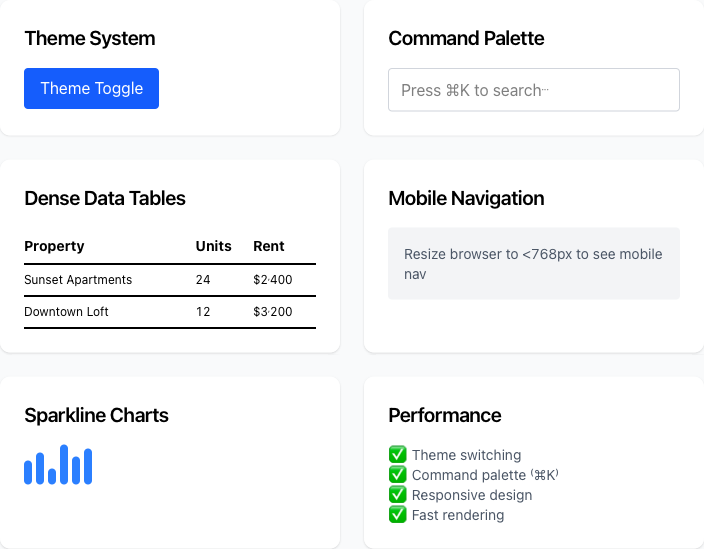 Theme System
Theme Toggle
Command Palette
Press ⌘K to search...
Dense Data Tables
Property Units Rent
Sunset Apartments 24 $2·400
Downtown Loft 12 $3·200
Mobile Navigation
Resize browser to <768px to see mobile
nav
Sparkline Charts
Performance
✅ Theme switching
✅ Command palette (⌘K)
✅ Responsive design
✅ Fast rendering